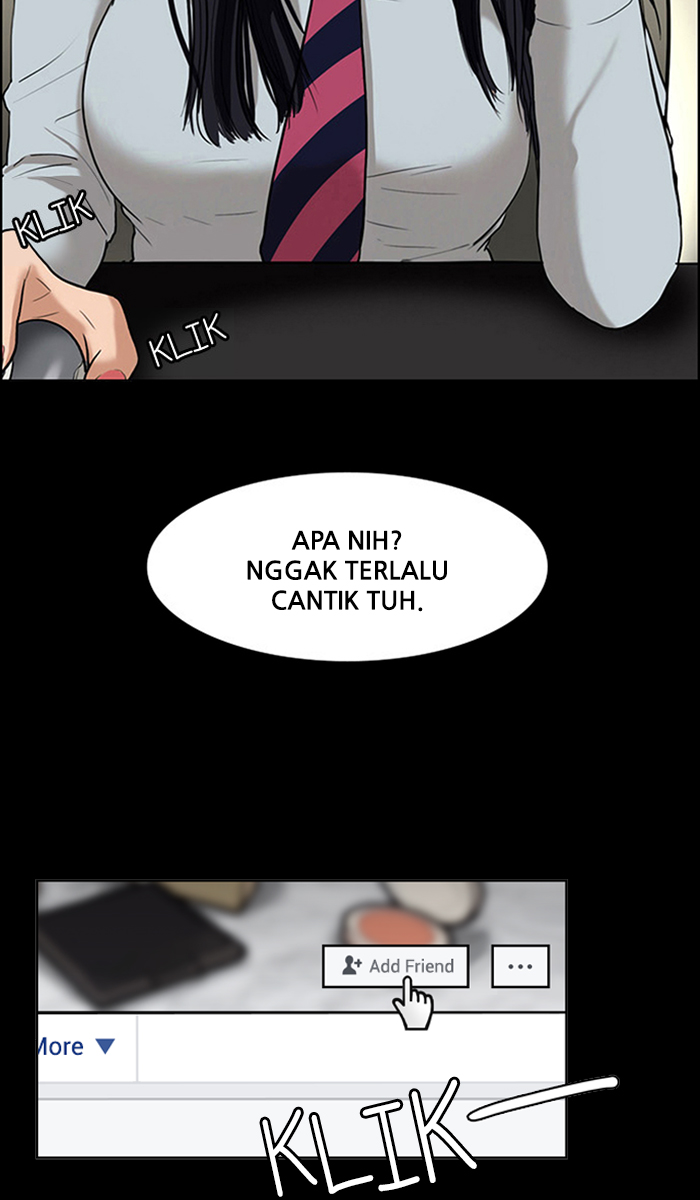 KLIK
KLIK
APA NIH?
NGGAK TERLALU
CANTIK TUH.
Add Friend
More
KLIK